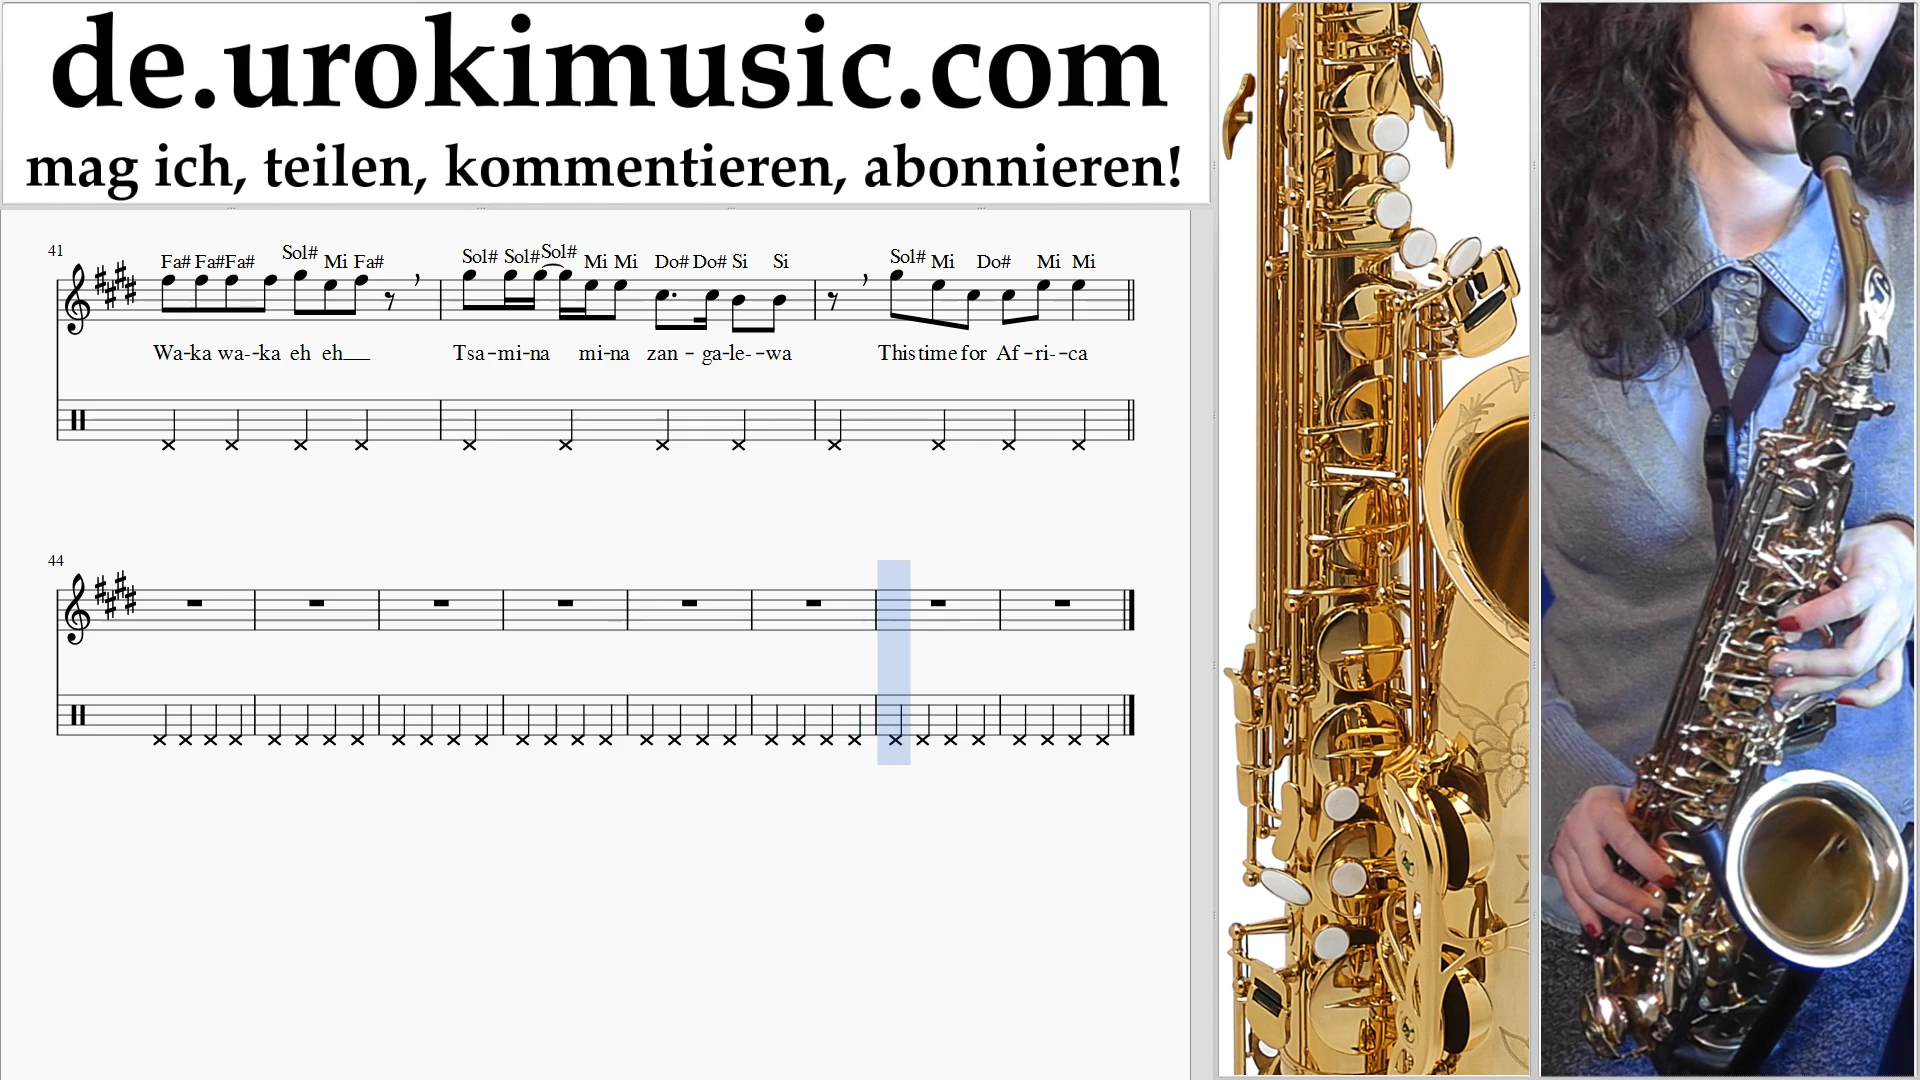 de.urokimusic.com
mag ich, teilen, kommentieren, abonnieren!
41
Fa# Fa#Fa# Sol# Mi Fa# Sol# Sol#Sol# Mi Mi Do# Do# Si Si Sol# Mi Do# Mi Mi
Wa-ka wa--ka eh eh__ Tsa-mi-na mi-na zan - ga-le--wa This time for Af-ri--ca
44